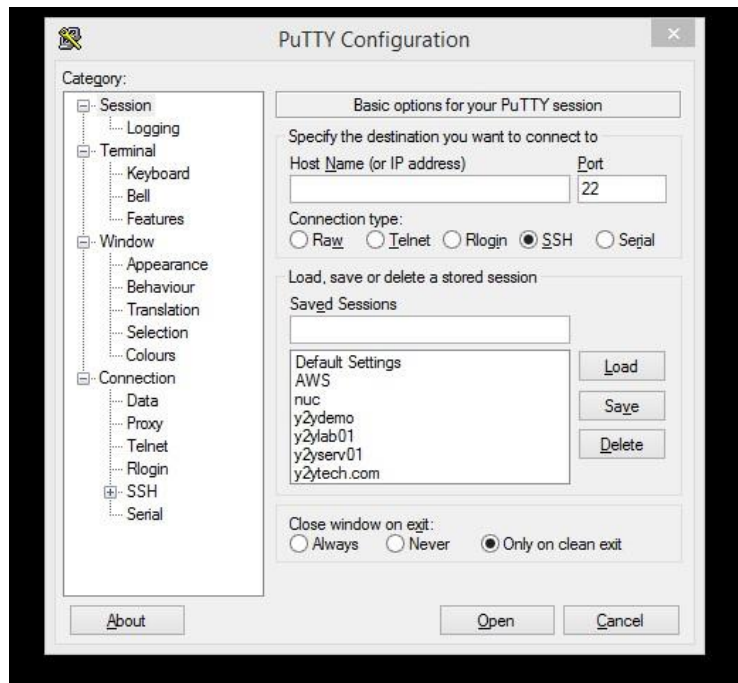 PuTTY Configuration
Category:
Session
Logging
Terminal
Keyboard
Bell
Features
Window
Appearance
Behaviour
Translation
Selection
Colours
Connection
Data
Proxy
Telnet
Rlogin
SSH
Serial
Basic options for your PuTTY session
Specify the destination you want to connect to
Host Name (or IP address) Port
22
Connection type:
Raw Telnet Rlogin SSH Serial
Load, save or delete a stored session
Saved Sessions
Default Settings
AWS
nuc
y2ydemo
y2ylab01
y2yserv01
y2ytech.com
Load
Save
Delete
Close window on exit:
Always Never Only on clean exit
About Open Cancel